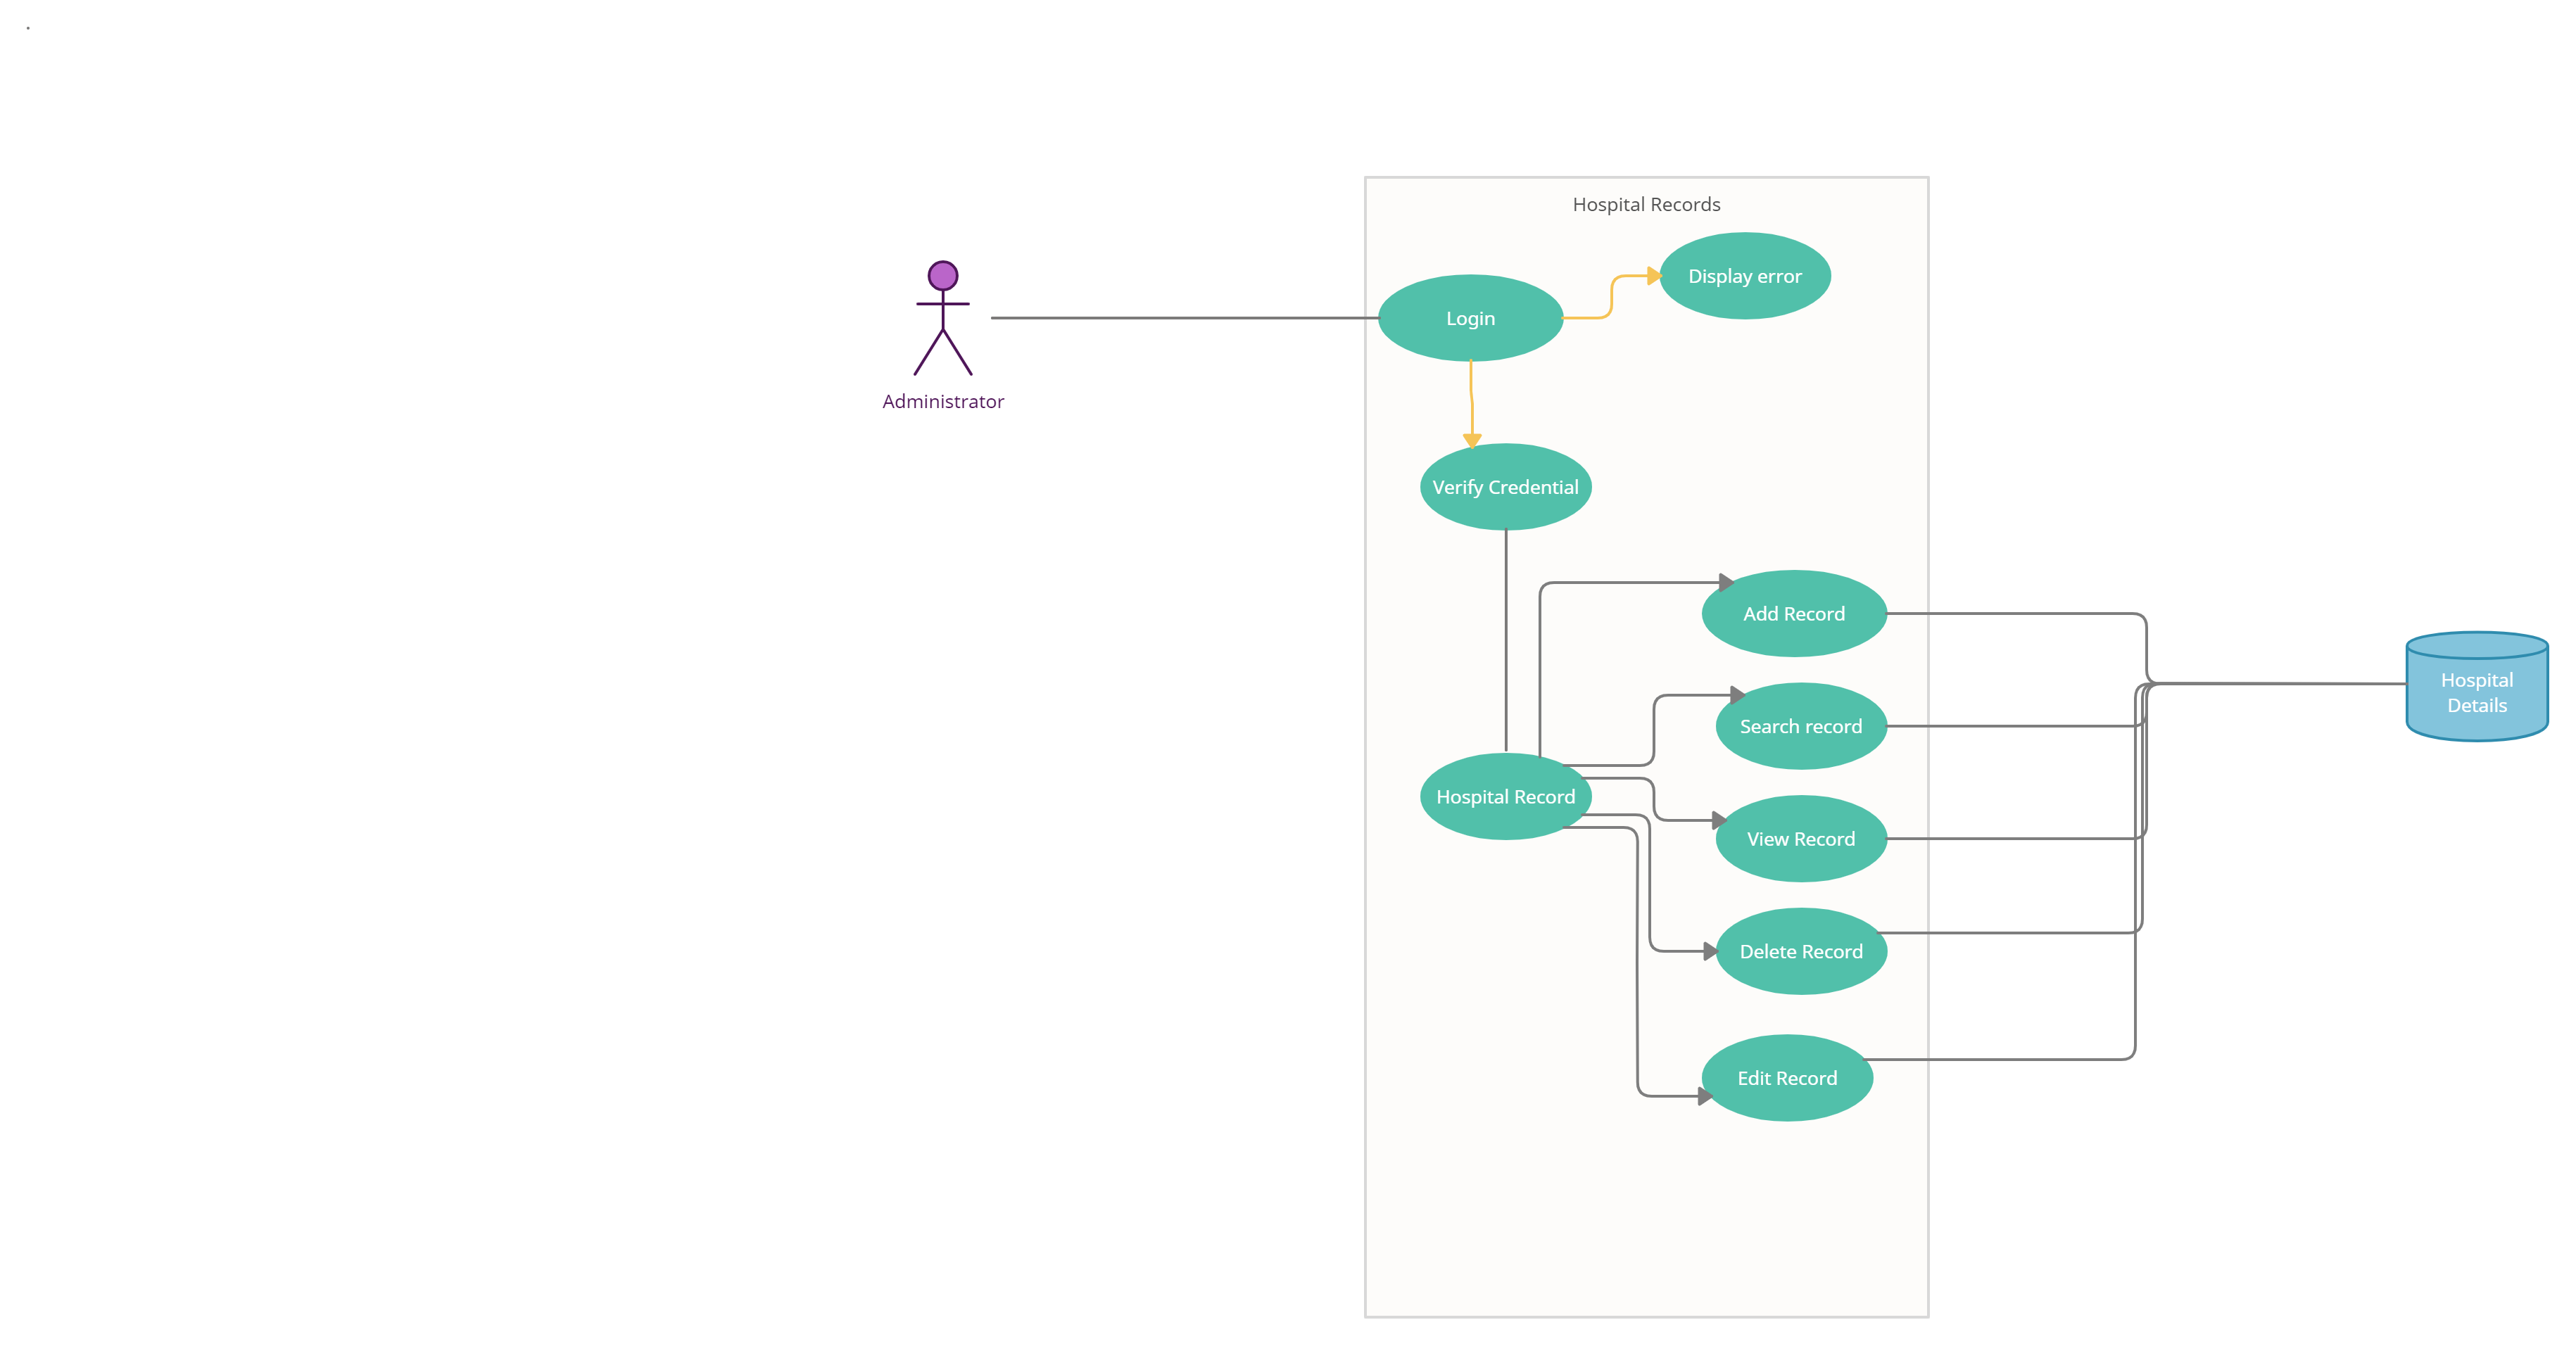 Hospital Records
Display error
Login
Administrator
Verify Credential
Add Record
Search record
Hospital
Details
Hospital Record
View Record
Delete Record
Edit Record